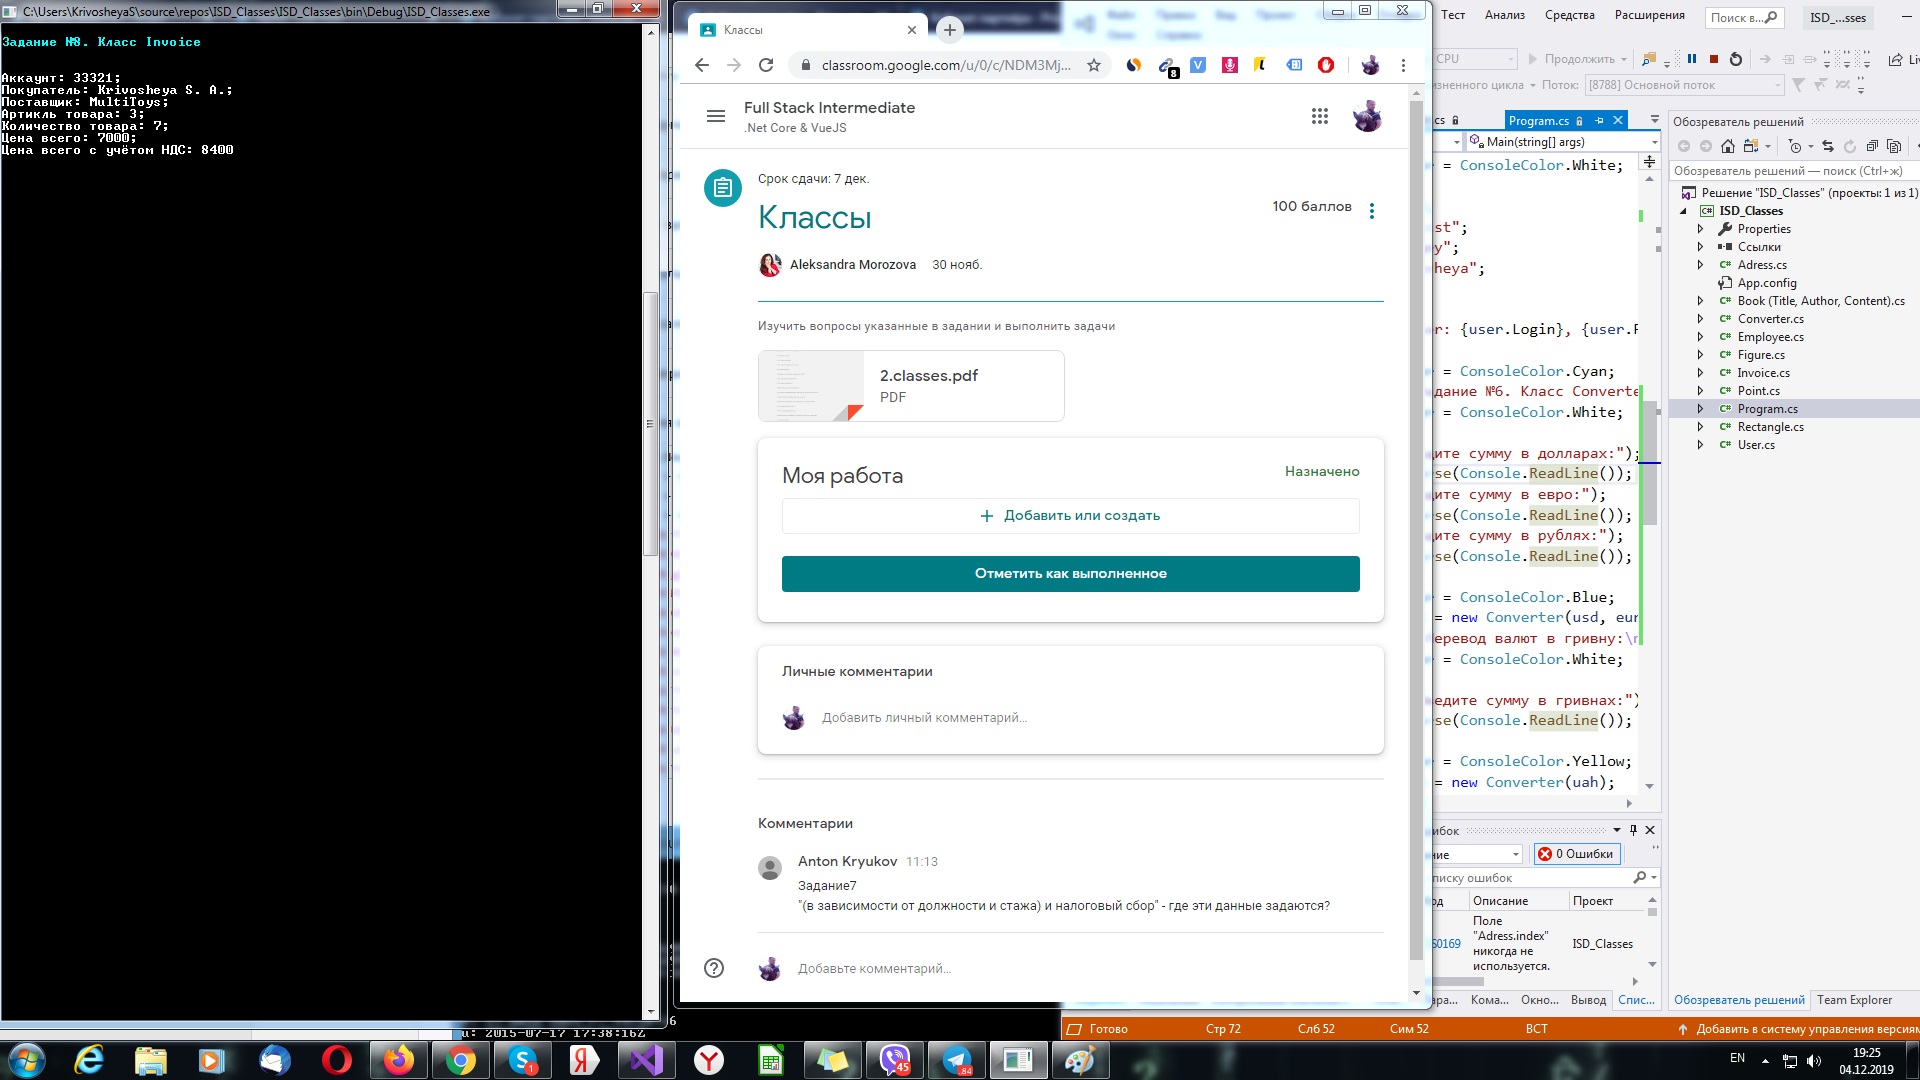 C:\Users\KrivosheyaS\source\repos\ISD_Classes\ISD_Classes\bin\Debug\ISD_Classes.exe
Задание №8. Класс Invoice
Аккаунт: 33321;
Покупатель: Krivosheya S. A.;
Поставщик: MultiToys;
Артикль товара: 3;
Количество товара: 7;
Цена всего: 7000;
Цена всего с учётом НДС: 8400
u: 2015-07-17 17:38:16Z
Классы
classroom.google.com/u/0/c/NDM3Mj...
8
Full Stack Intermediate
.Net Core & VueJS
Срок сдачи: 7 дек.
Классы
100 баллов
Aleksandra Morozova 30 нояб.
Изучить вопросы указанные в задании и выполнить задачи
2.classes.pdf
PDF
Моя работа
Назначено
+ Добавить или создать
Отметить как выполненное
Личные комментарии
Добавить личный комментарий...
Комментарии
Anton Kryukov 11:13
Задание7
"(в зависимости от должности и стажа) и налоговый сбор" - где эти данные задаются?
Добавьте комментарий...
Тест Анализ Средства Расширения
Поиск в...
ISD_...sses
CPU
Продолжить
Поток: [8788] Основной поток
Program.cs
Main(string[] args)
= ConsoleColor.White;
st";
y";
heya";
r: {user.Login}, {user.
= ConsoleColor.Cyan;
дание №6. Класс Converte
= ConsoleColor.White;
ите сумму в долларах:");
se(Console.ReadLine());
ите сумму в евро:");
se(Console.ReadLine());
ите сумму в рублях:");
se(Console.ReadLine());
= ConsoleColor.Blue;
= new Converter(usd, eur
еревод валют в гривну:\
= ConsoleColor.White;
едите сумму в гривнах:")
se(Console.ReadLine());
= ConsoleColor.Yellow;
= new Converter(uah);
0 Ошибки
Описание Проект
Поле
"Adress.index"
никогда не
используется.
ISD_Classes
Кома... Окно... Вывод Спис...
Обозреватель решений
Обозреватель решений — поиск (Ctrl+ж)
Решение "ISD_Classes" (проекты: 1 из 1)
ISD_Classes
Properties
Ссылки
Adress.cs
App.config
Book (Title, Author, Content).cs
Converter.cs
Employee.cs
Figure.cs
Invoice.cs
Point.cs
Program.cs
Rectangle.cs
User.cs
Обозреватель решений Team Explorer
Готово Стр 72 Слб 52 Сим 52 ВСТ
Добавить в систему управления версиям
1
45
84
EN
19:25
04.12.2019